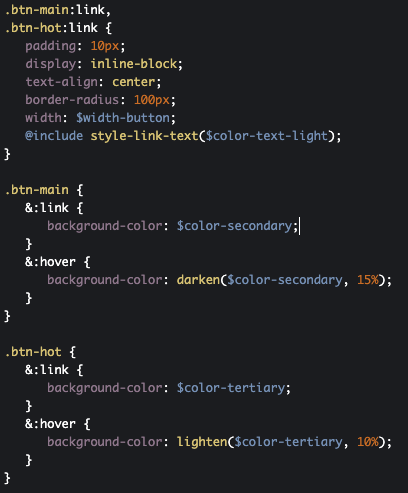 .btn-main:link,
.btn-hot:link {
padding: 10px;
display: inline-block;
text-align: center;
border-radius: 100px;
width: $width-button;
@include style-link-text($color-text-light);
}
.btn-main {
&:link {
background-color: $color-secondary;
}
&:hover {
background-color: darken($color-secondary, 15%);
}
}
.btn-hot {
&:link {
background-color: $color-tertiary;
}
&:hover {
background-color: lighten($color-tertiary, 10%);
}
}